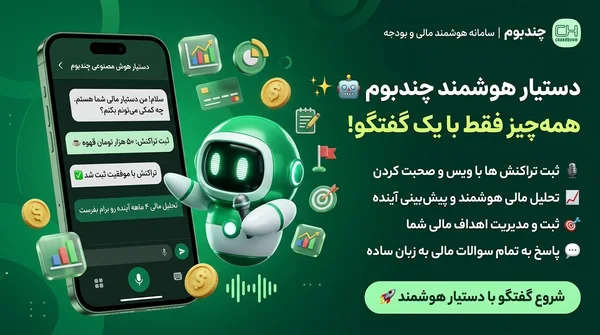 چندبوم | سامانه هوشمند مالی و بودجه
CHANDBOOM
دستیار هوشمند چندبوم 🤖✨
همه‌چیز فقط با یک گفتگو!
🎙️ ثبت تراکنش ها با ویس و صحبت کردن
📈 تحلیل مالی هوشمند و پیش‌بینی آینده
🎯 ثبت و مدیریت اهداف مالی شما
💬 پاسخ به تمام سوالات مالی به زبان ساده
شروع گفتگو با دستیار هوشمند 🚀
دستیار هوش مصنوعی چندبوم
سلام! من دستیار مالی شما هستم.
چه کمکی می‌تونم بکنم؟
ثبت تراکنش: ۵۰ هزار تومان قهوه ☕
تراکنش با موفقیت ثبت شد ✅
تحلیل مالی ۴ ماهه آینده رو برام بفرست